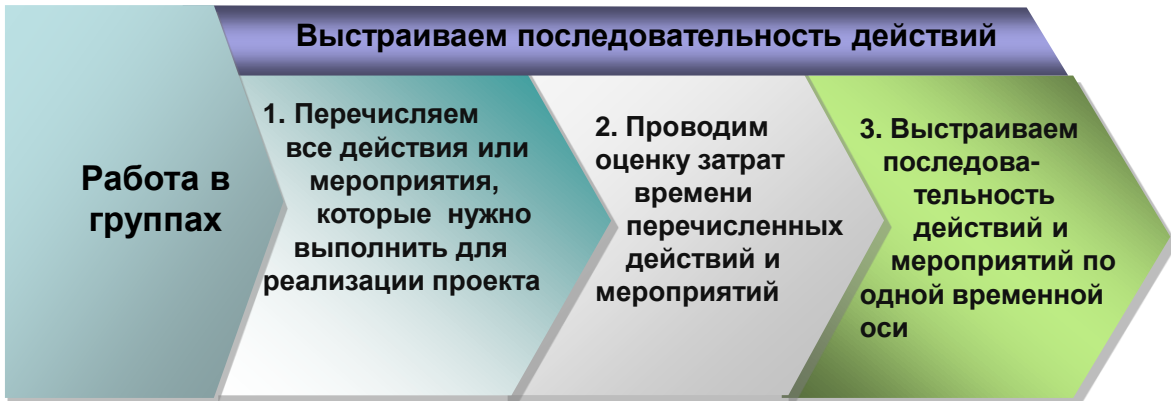 Выстраиваем последовательность действий
Работа в
группах
1. Перечисляем
все действия или
мероприятия,
которые нужно
выполнить для
реализации проекта
2. Проводим
оценку затрат
времени
перечисленных
действий и
мероприятий
3. Выстраиваем
последова-
тельность
действий и
мероприятий по
одной временной
оси